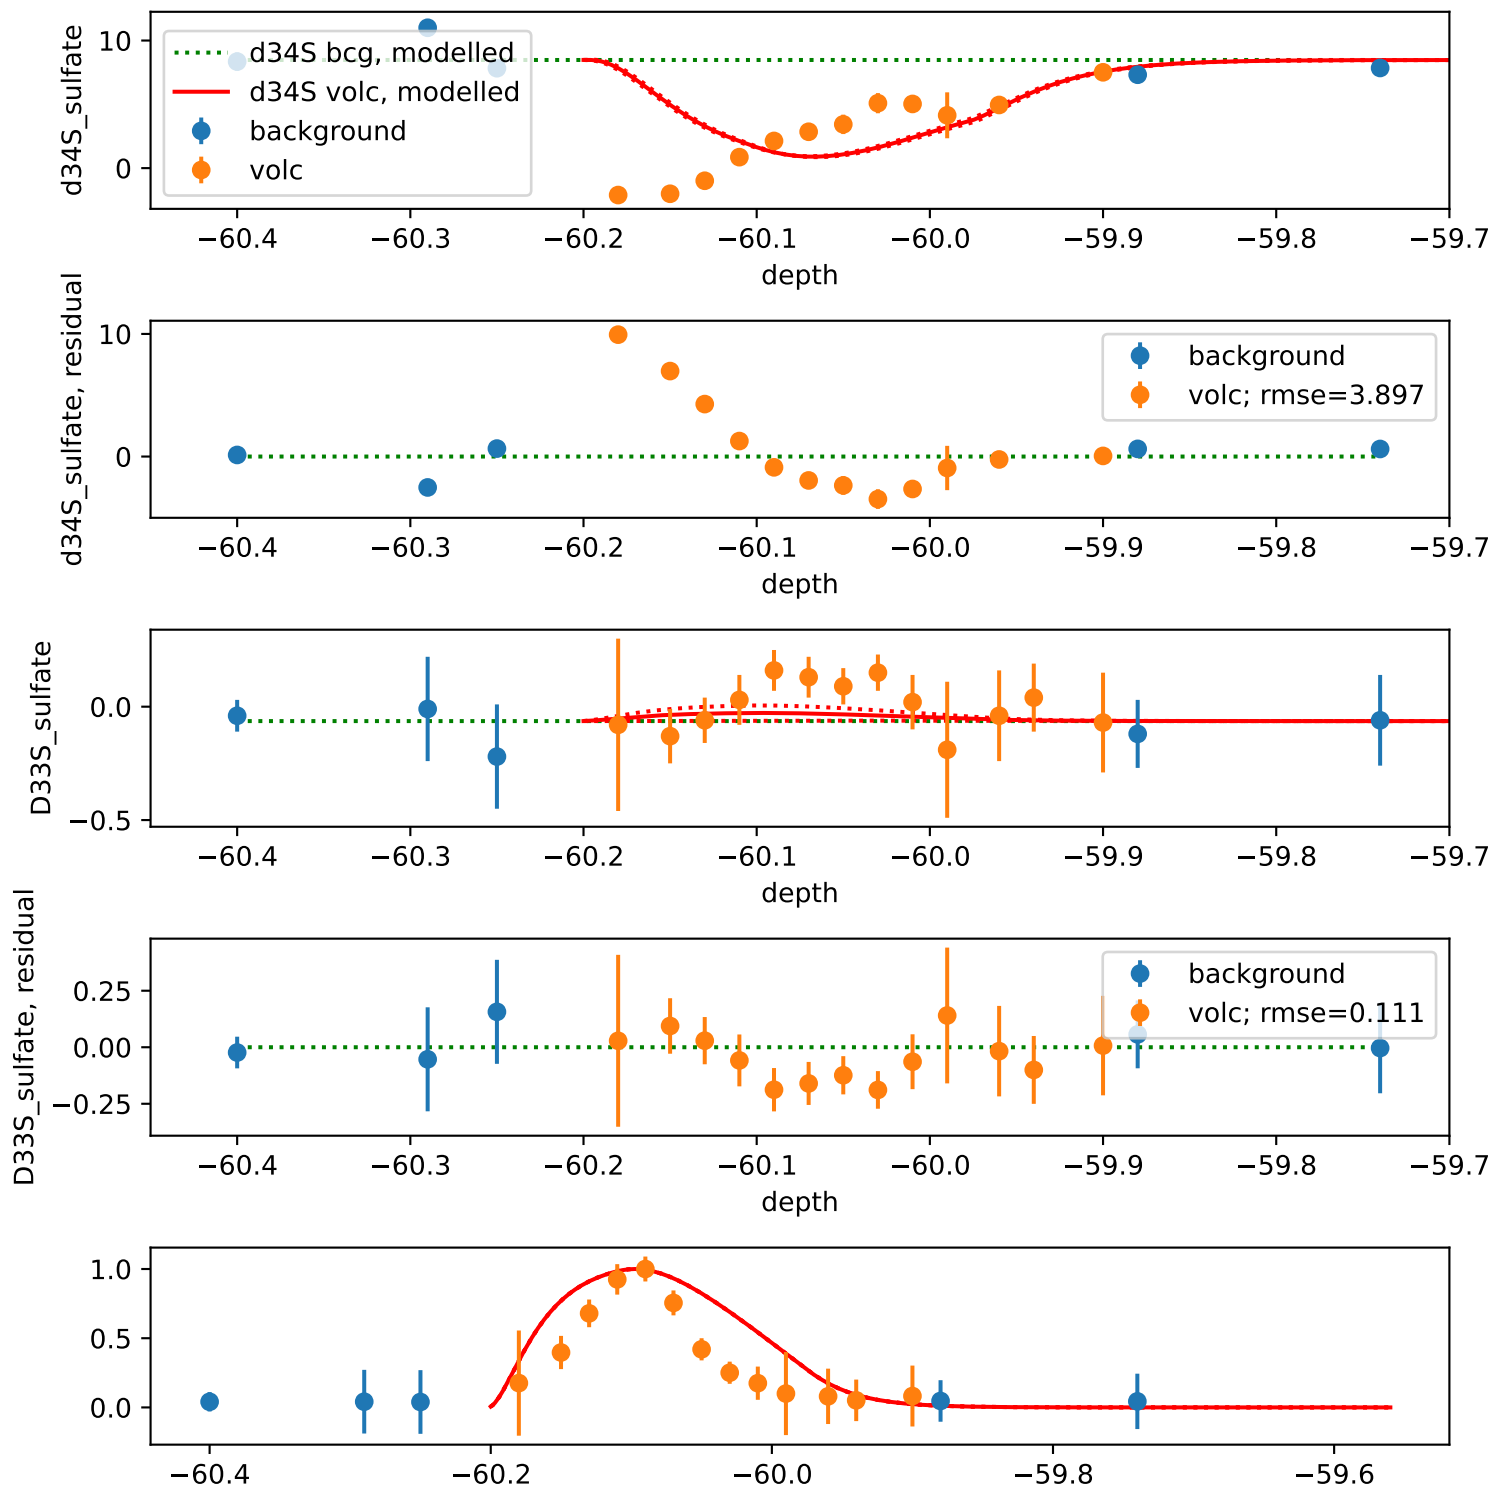 d34S_sulfate
10
0
d34S bcg, modelled
d34S volc, modelled
background
volc
−60.4 −60.3 −60.2 −60.1 −60.0 −59.9 −59.8 −59.7
depth
d34S_sulfate, residual
10
0
background
volc; rmse=3.897
−60.4 −60.3 −60.2 −60.1 −60.0 −59.9 −59.8 −59.7
depth
D33S_sulfate
0.0
−0.5
−60.4 −60.3 −60.2 −60.1 −60.0 −59.9 −59.8 −59.7
depth
D33S_sulfate, residual
0.25
0.00
−0.25
background
volc; rmse=0.111
−60.4 −60.3 −60.2 −60.1 −60.0 −59.9 −59.8 −59.7
depth
1.0
0.5
0.0
−60.4 −60.2 −60.0 −59.8 −59.6